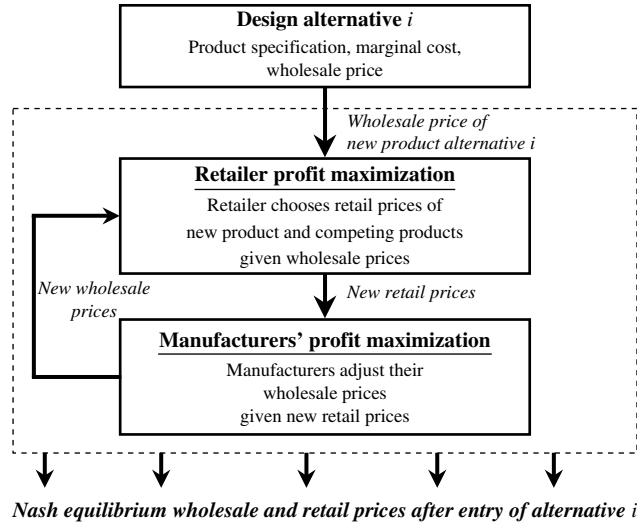 Design alternative i
Product specification, marginal cost,
wholesale price
Wholesale price of
new product alternative i
Retailer profit maximization
Retailer chooses retail prices of
new product and competing products
given wholesale prices
New wholesale
prices
New retail prices
Manufacturers’ profit maximization
Manufacturers adjust their
wholesale prices
given new retail prices
Nash equilibrium wholesale and retail prices after entry of alternative i